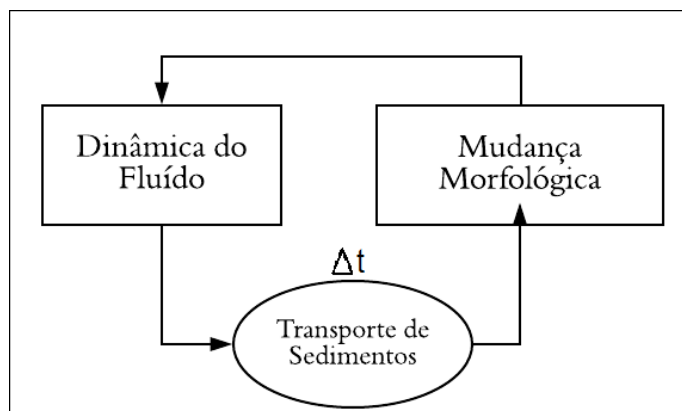 Dinâmica do
Fluído
Mudança
Morfológica
Δt
Transporte de
Sedimentos